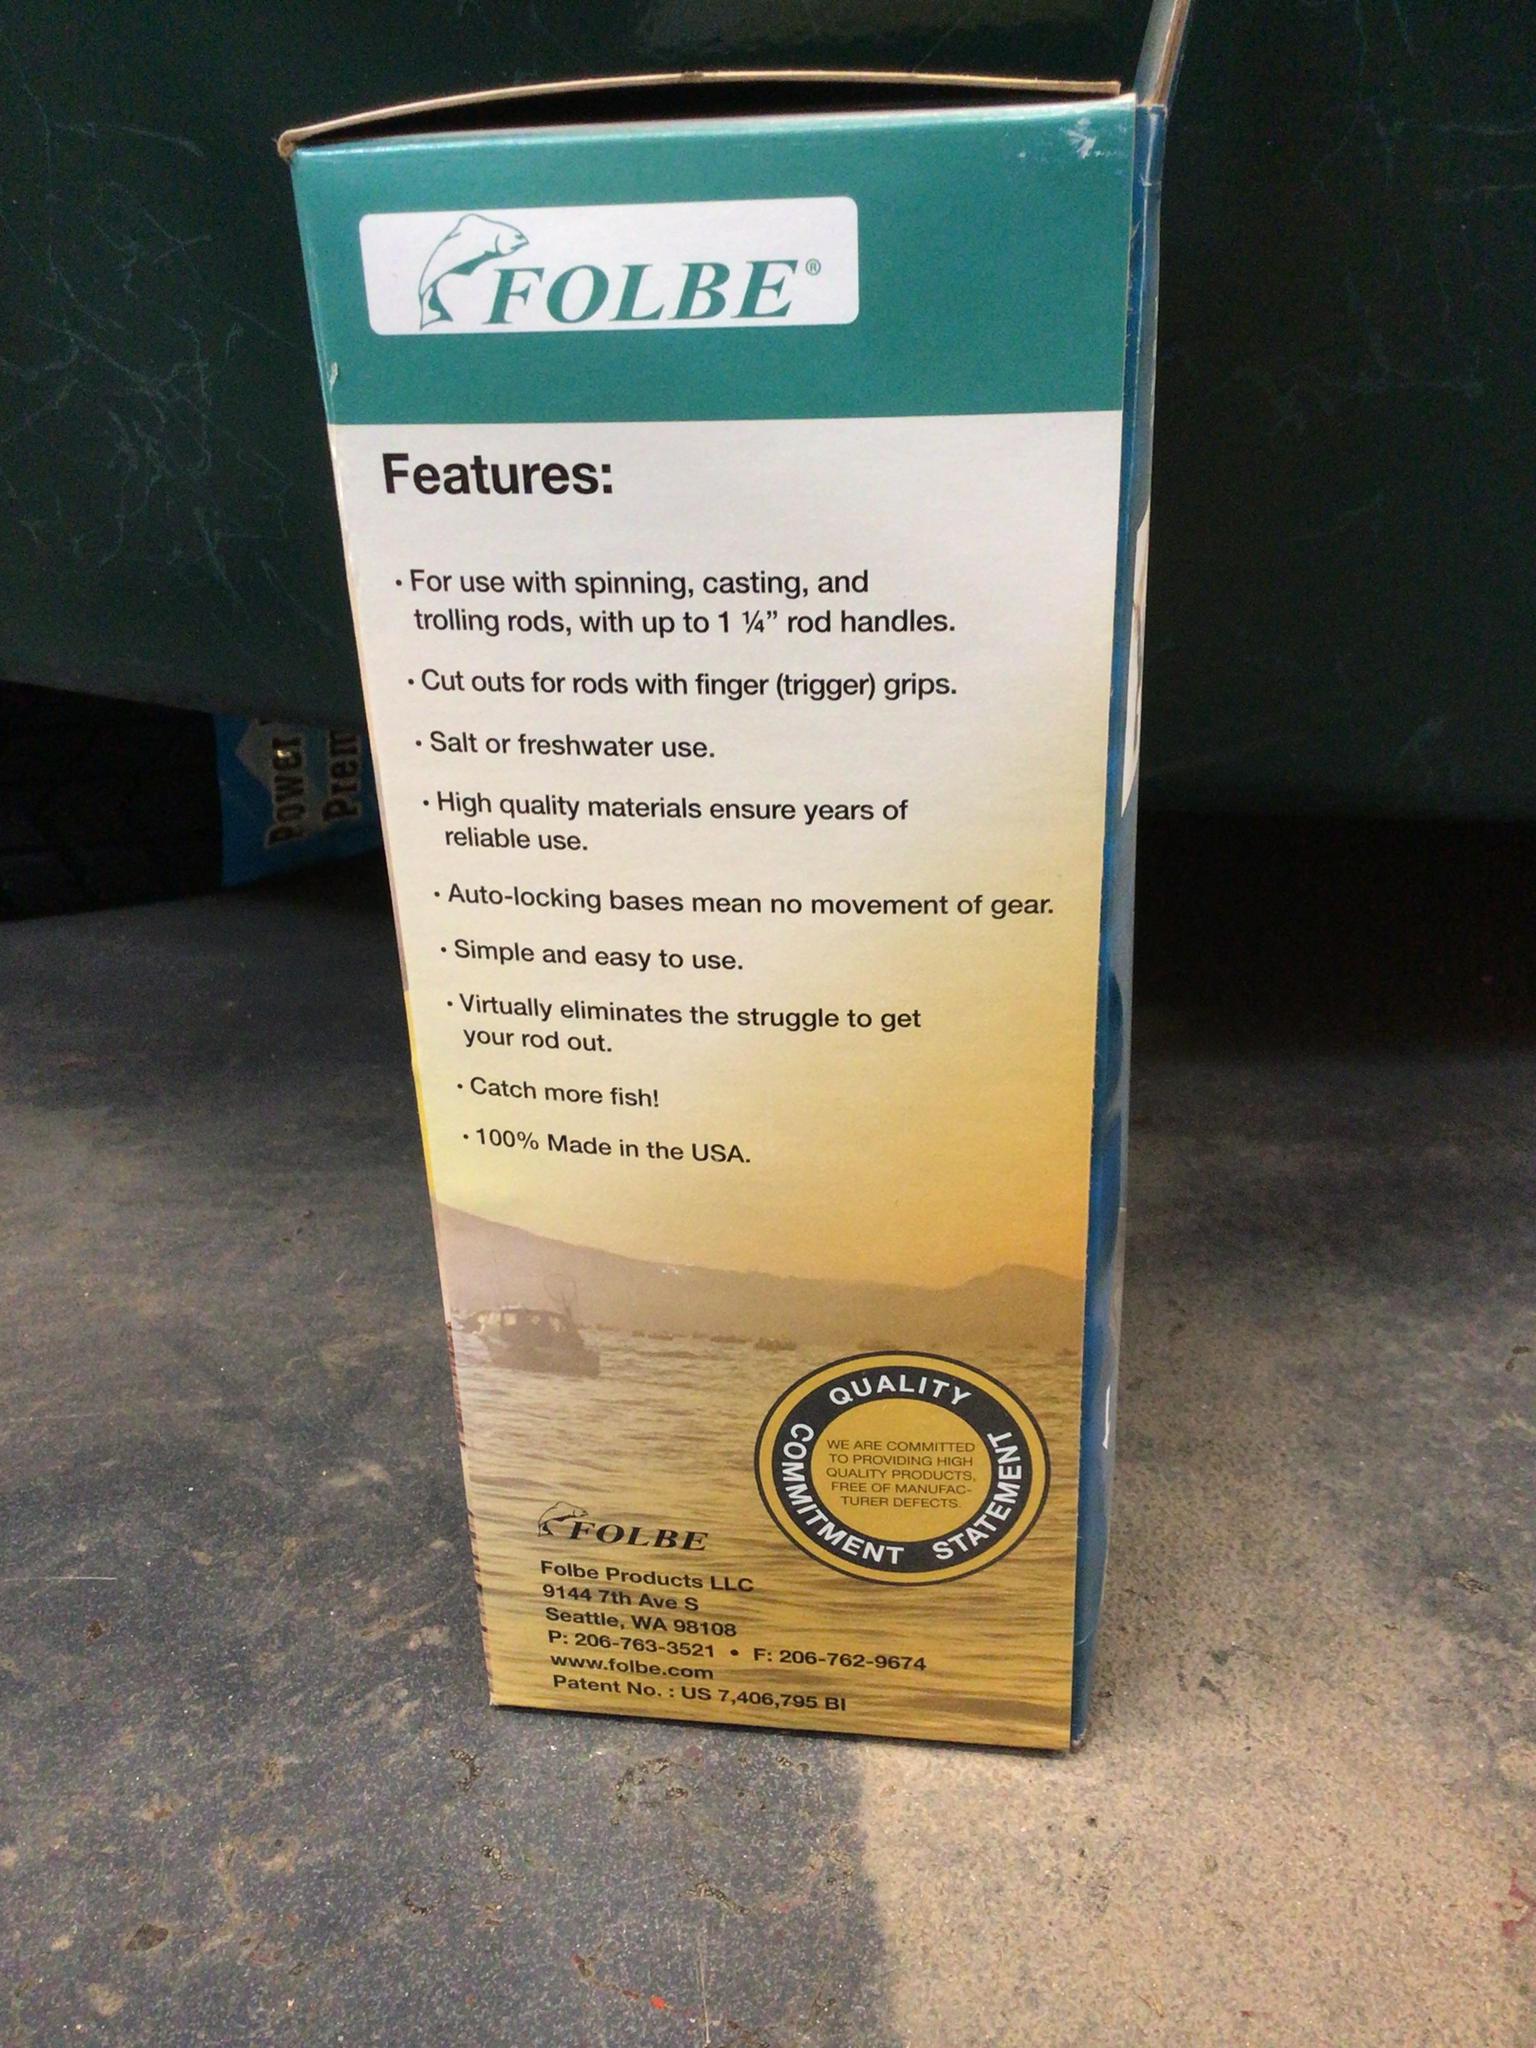 FOLBE®
Features:
• For use with spinning, casting, and
trolling rods, with up to 1 ¼” rod handles.
• Cut outs for rods with finger (trigger) grips.
• Salt or freshwater use.
• High quality materials ensure years of
reliable use.
• Auto-locking bases mean no movement of gear.
• Simple and easy to use.
• Virtually eliminates the struggle to get
your rod out.
• Catch more fish!
• 100% Made in the USA.
QUALITY
COMMITMENT STATEMENT
WE ARE COMMITTED
TO PROVIDING HIGH
QUALITY PRODUCTS,
FREE OF MANUFAC-
TURER DEFECTS.
FOLBE
Folbe Products LLC
9144 7th Ave S
Seattle, WA 98108
P: 206-763-3521 • F: 206-762-9674
www.folbe.com
Patent No. : US 7,406,795 BI
Power